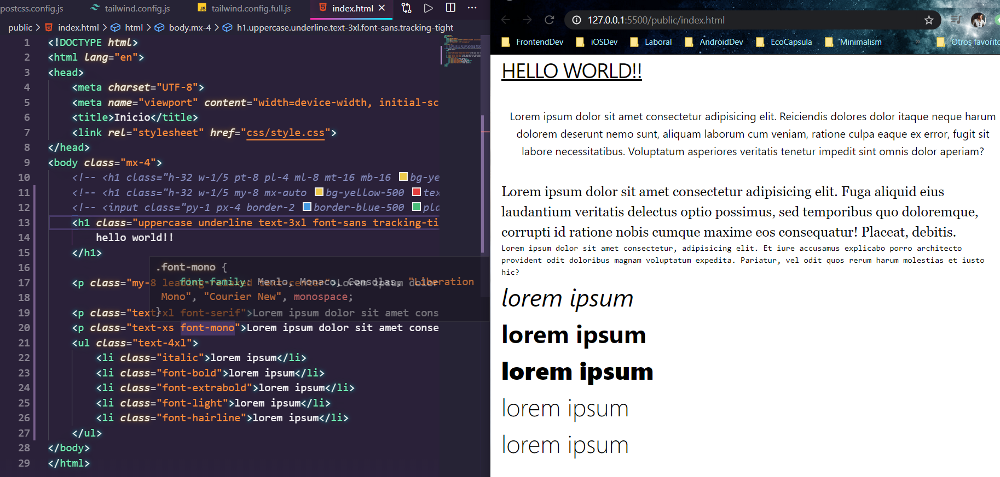 postcss.config.js
tailwind.config.js
JS tailwind.config.full.js
index.html
public > index.html > html > body.mx-4 > h1.uppercase.underline.text-3xl.font-sans.tracking-tight
1 <!DOCTYPE html>
2 <html lang="en">
3 <head>
4 <meta charset="UTF-8">
5 <meta name="viewport" content="width=device-width, initial-sc
6 <title>Inicio</title>
7 <link rel="stylesheet" href="css/style.css">
8 </head>
9 <body class="mx-4">
10 <!-- <h1 class="h-32 w-1/5 pt-8 pl-4 ml-8 mt-16 mb-16 bg-ye
11 <!-- <h1 class="h-32 w-1/5 my-8 mx-auto bg-yellow-500 tex
12 <!-- <input class="py-1 px-4 border-2 border-blue-500 pla
13 <h1 class="uppercase underline text-3xl font-sans tracking-ti
14 hello world!!
15 </h1>
16
.font-mono {
17 <p class="my-8 leading-relaxed text-center">Lorem ipsum dolor
font-family: Menlo, Monaco, Consolas, "Liberation
18
Mono", "Courier New", monospace;
}
19 <p class="text-xl font-serif">Lorem ipsum dolor sit amet cons
20 <p class="text-xs font-mono">Lorem ipsum dolor sit amet conse
21 <ul class="text-4xl">
22 <li class="italic">lorem ipsum</li>
23 <li class="font-bold">lorem ipsum</li>
24 <li class="font-extrabold">lorem ipsum</li>
25 <li class="font-light">lorem ipsum</li>
26 <li class="font-hairline">lorem ipsum</li>
27 </ul>
28 </body>
29 </html>
127.0.0.1:5500/public/index.html
FrontendDev
iOSDev
Laboral
AndroidDev
EcoCapsula
Minimalism
»
Otros favorito
HELLO WORLD!!
Lorem ipsum dolor sit amet consectetur adipisicing elit. Reiciendis dolores dolor itaque neque harum
dolorem deserunt nemo sunt, aliquam laborum cum veniam, ratione culpa eaque ex error, fugit sit
labore necessitatibus. Voluptatum asperiores veritatis tenetur impedit sint omnis dolor aperiam?
Lorem ipsum dolor sit amet consectetur adipisicing elit. Fuga aliquid eius
laudantium veritatis delectus optio possimus, sed temporibus quo doloremque,
corrupti id ratione nobis cumque maxime eos consequatur! Placeat, debitis.
Lorem ipsum dolor sit amet consectetur, adipisicing elit. Et iure accusamus explicabo porro architecto
provident odit doloribus magnam voluptatum expedita. Pariatur, vel odit quos rerum harum molestias et iusto
hic?
lorem ipsum
lorem ipsum
lorem ipsum
lorem ipsum
lorem ipsum